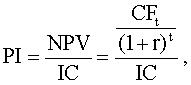 PI = NPV/IC = (CF_t/(1 + r)^t)/IC ,